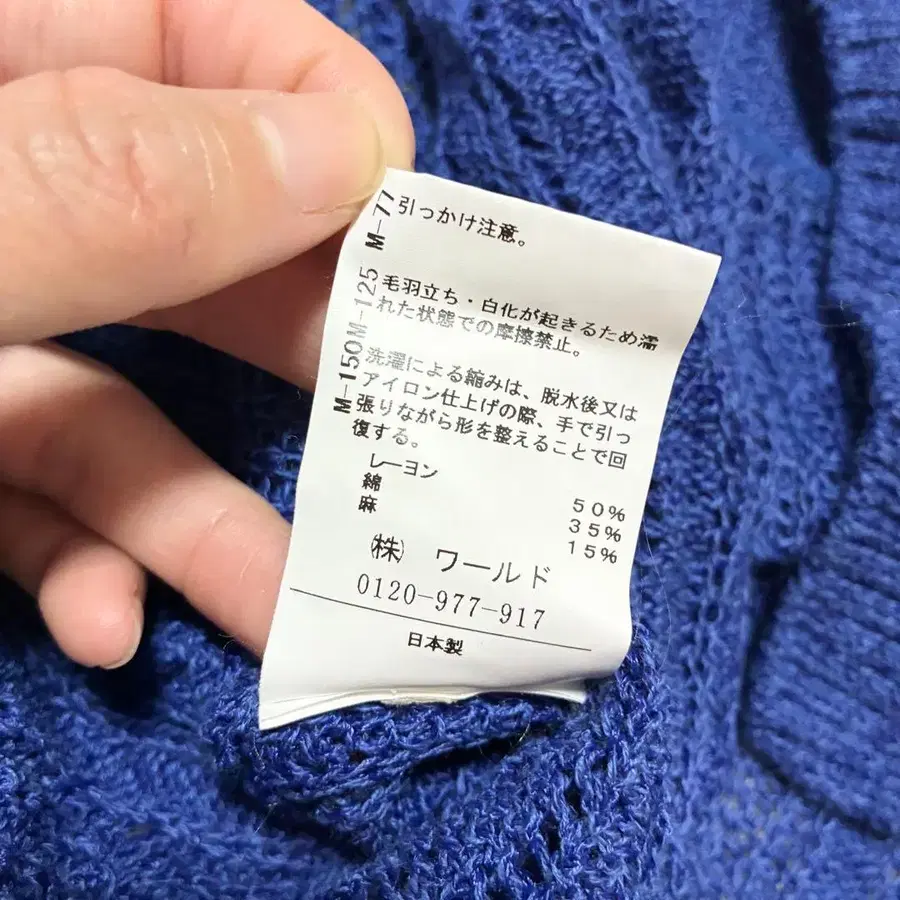 M-77
引っかけ注意。
M-125
毛羽立ち・白化が起きるため濡
れた状態での摩擦禁止。
M-150
洗濯による縮みは、脱水後又は
アイロン仕上げの際、手で引っ
張りながら形を整えることで回
復する。
レーヨン 50%
綿 35%
麻 15%
㈱ ワールド
0120-977-917
日本製